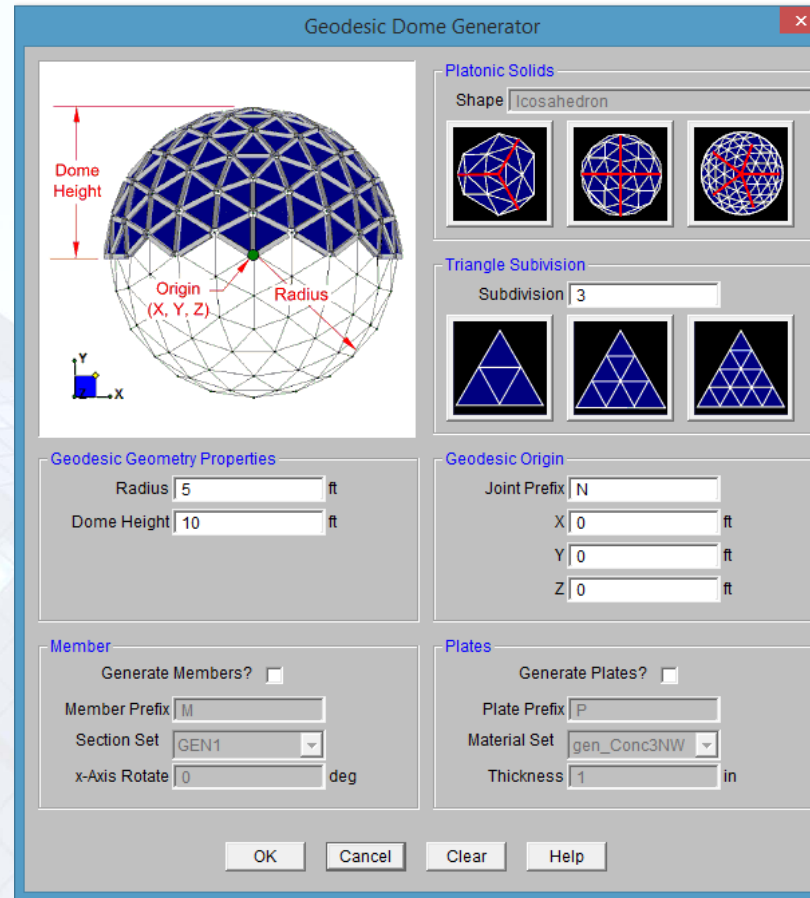 Geodesic Dome Generator
Dome
Height
Origin
(X, Y, Z)
Radius
Y
X
Platonic Solids
Shape Icosahedron
Triangle Subivision
Subdivision 3
Geodesic Geometry Properties
Radius 5 ft
Dome Height 10 ft
Geodesic Origin
Joint Prefix N
X 0 ft
Y 0 ft
Z 0 ft
Member
Generate Members?
Member Prefix M
Section Set GEN1
x-Axis Rotate 0 deg
Plates
Generate Plates?
Plate Prefix P
Material Set gen_Conc3NW
Thickness 1 in
OK Cancel Clear Help